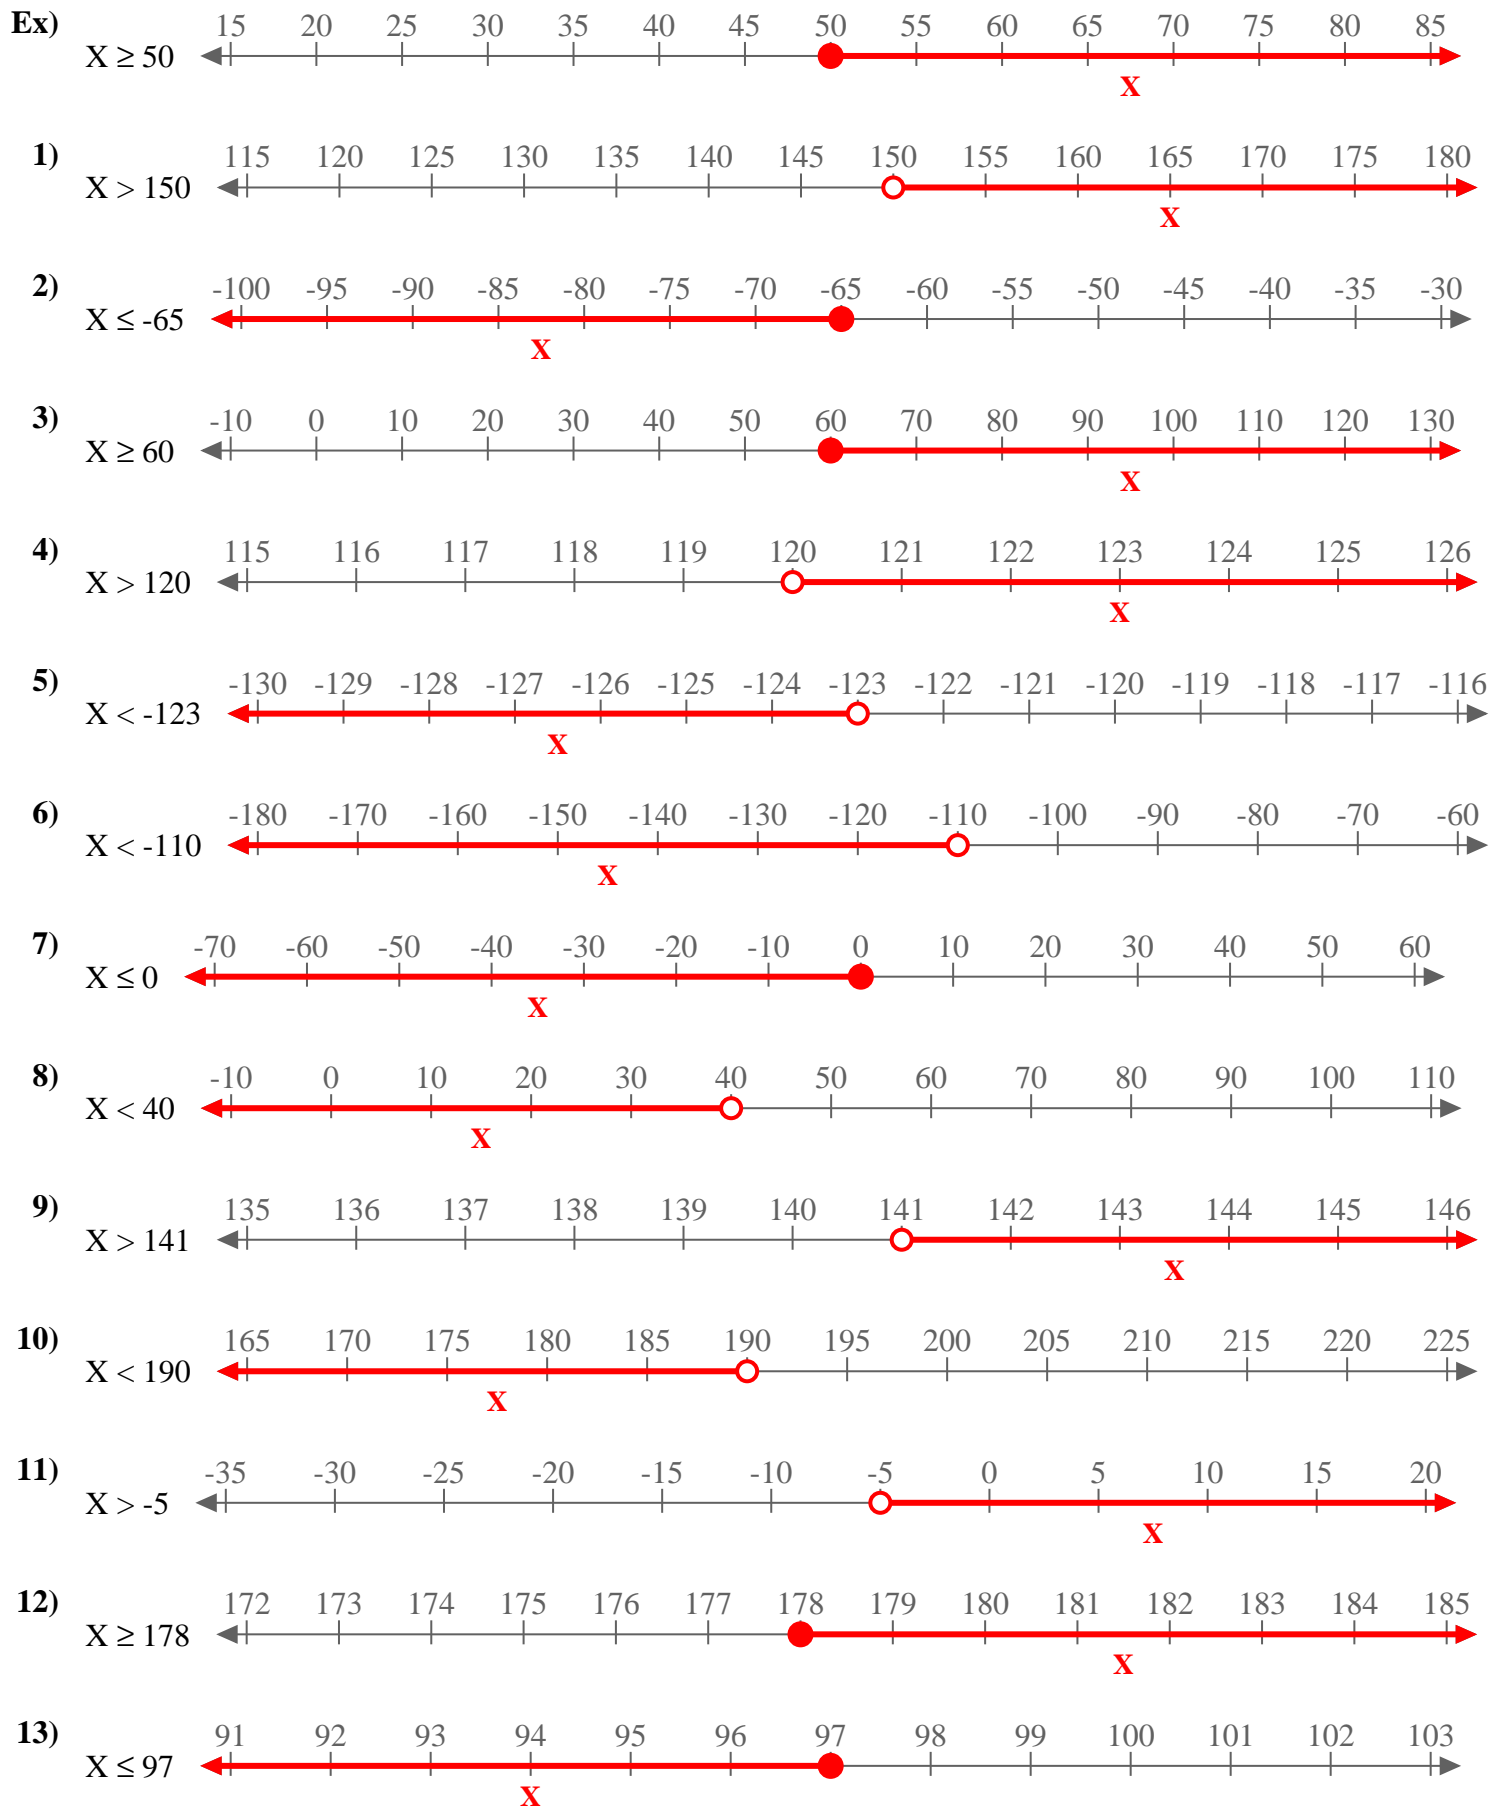 Ex) 15 20 25 30 35 40 45 50 55 60 65 70 75 80 85
X ≥ 50
X
1) 115 120 125 130 135 140 145 150 155 160 165 170 175 180
X > 150
X
2) -100 -95 -90 -85 -80 -75 -70 -65 -60 -55 -50 -45 -40 -35 -30
X ≤ -65
X
3) -10 0 10 20 30 40 50 60 70 80 90 100 110 120 130
X ≥ 60
X
4) 115 116 117 118 119 120 121 122 123 124 125 126
X > 120
X
5) -130 -129 -128 -127 -126 -125 -124 -123 -122 -121 -120 -119 -118 -117 -116
X < -123
X
6) -180 -170 -160 -150 -140 -130 -120 -110 -100 -90 -80 -70 -60
X < -110
X
7) -70 -60 -50 -40 -30 -20 -10 0 10 20 30 40 50 60
X ≤ 0
X
8) -10 0 10 20 30 40 50 60 70 80 90 100 110
X < 40
X
9) 135 136 137 138 139 140 141 142 143 144 145 146
X > 141
X
10) 165 170 175 180 185 190 195 200 205 210 215 220 225
X < 190
X
11) -35 -30 -25 -20 -15 -10 -5 0 5 10 15 20
X > -5
X
12) 172 173 174 175 176 177 178 179 180 181 182 183 184 185
X ≥ 178
X
13) 91 92 93 94 95 96 97 98 99 100 101 102 103
X ≤ 97
X